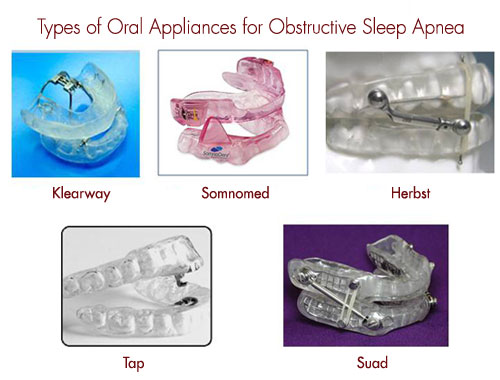 Types of Oral Appliances for Obstructive Sleep Apnea
Klearway
Somnomed
Herbst
Tap
Suad